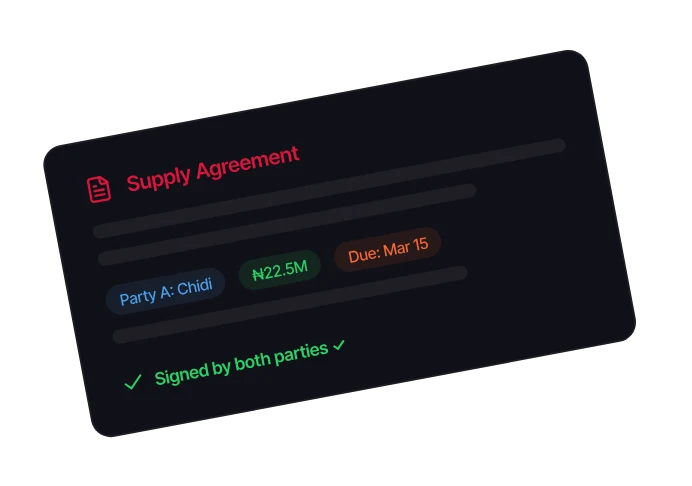 Supply Agreement
Party A: Chidi ₦22.5M Due: Mar 15
Signed by both parties ✓